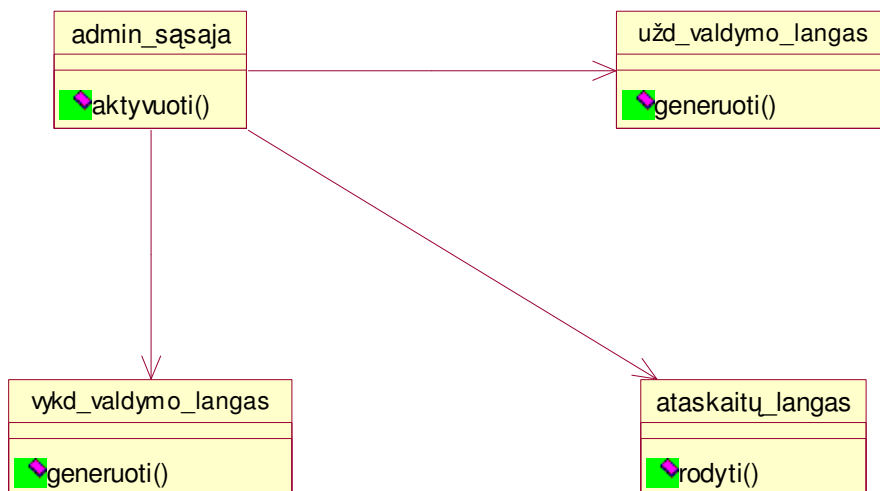 admin_sąsaja
aktyvuoti()
užd_valdymo_langas
generuoti()
vykd_valdymo_langas
generuoti()
ataskaitų_langas
rodyti()